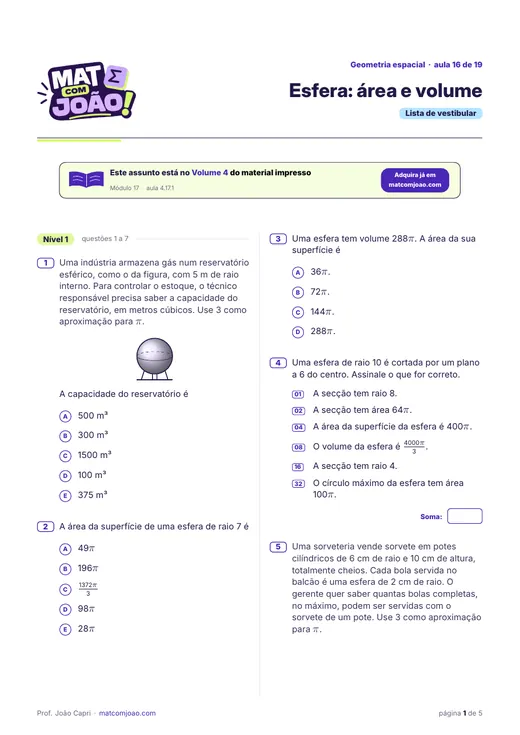 MAT
COM
JOÃO!
Geometria espacial · aula 16 de 19
Esfera: área e volume
Lista de vestibular
Este assunto está no Volume 4 do material impresso
Módulo 17 · aula 4.17.1
Adquira já em
matcomjoao.com
Nível 1 questões 1 a 7
1 Uma indústria armazena gás num reservatório
esférico, como o da figura, com 5 m de raio
interno. Para controlar o estoque, o técnico
responsável precisa saber a capacidade do
reservatório, em metros cúbicos. Use 3 como
aproximação para π.
A capacidade do reservatório é
A 500 m³
B 300 m³
C 1500 m³
D 100 m³
E 375 m³
2 A área da superfície de uma esfera de raio 7 é
A 49π
B 196π
C 1372π/3
D 98π
E 28π
3 Uma esfera tem volume 288π. A área da sua
superfície é
A 36π.
B 72π.
C 144π.
D 288π.
4 Uma esfera de raio 10 é cortada por um plano
a 6 do centro. Assinale o que for correto.
01 A secção tem raio 8.
02 A secção tem área 64π.
04 A área da superfície da esfera é 400π.
08 O volume da esfera é 4000π/3.
16 A secção tem raio 4.
32 O círculo máximo da esfera tem área
100π.
Soma:
5 Uma sorveteria vende sorvete em potes
cilíndricos de 6 cm de raio e 10 cm de altura,
totalmente cheios. Cada bola servida no
balcão é uma esfera de 2 cm de raio. O
gerente quer saber quantas bolas completas,
no máximo, podem ser servidas com o
sorvete de um pote. Use 3 como aproximação
para π.
Prof. João Capri · matcomjoao.com
página 1 de 5